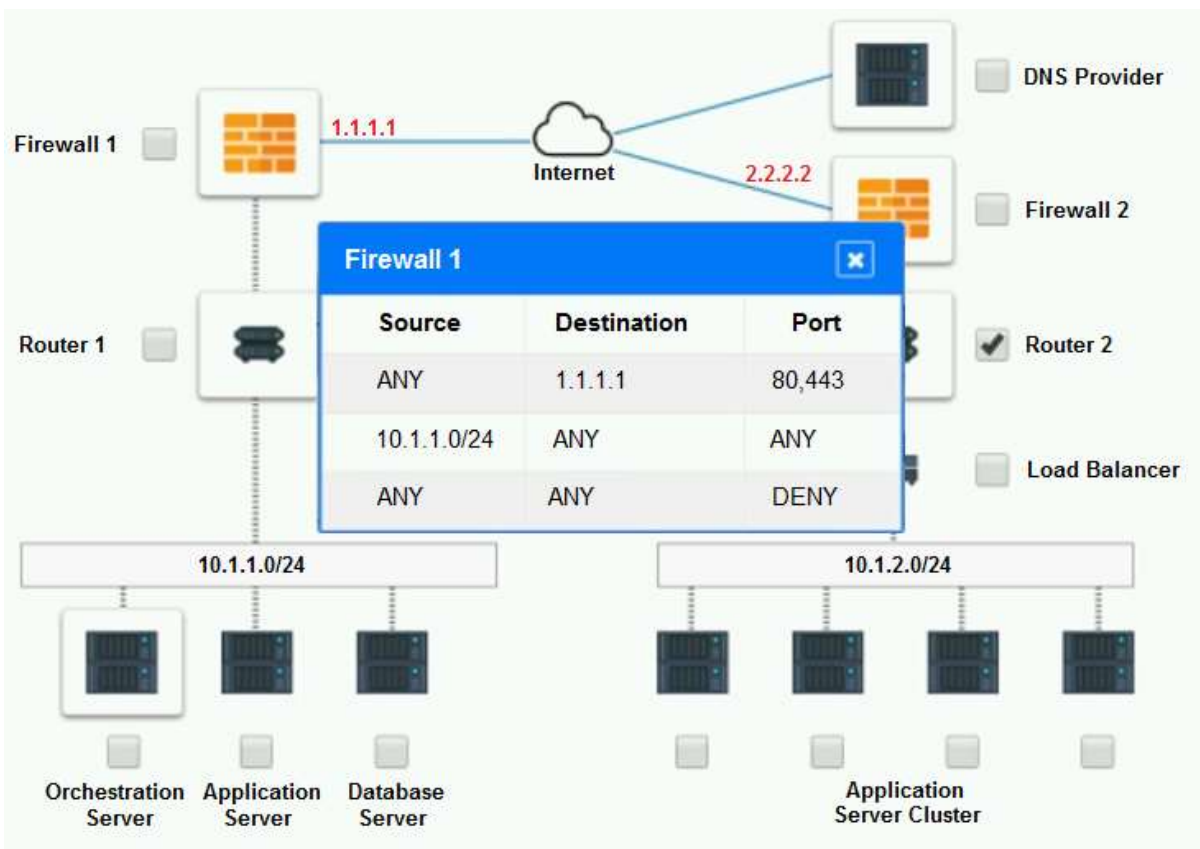 DNS Provider
Firewall 1
1.1.1.1
Internet
2.2.2.2
Firewall 2
Firewall 1
Source Destination Port
ANY 1.1.1.1 80,443
10.1.1.0/24 ANY ANY
ANY ANY DENY
Router 1
Router 2
Load Balancer
10.1.1.0/24
10.1.2.0/24
Orchestration
Server
Application
Server
Database
Server
Application
Server Cluster